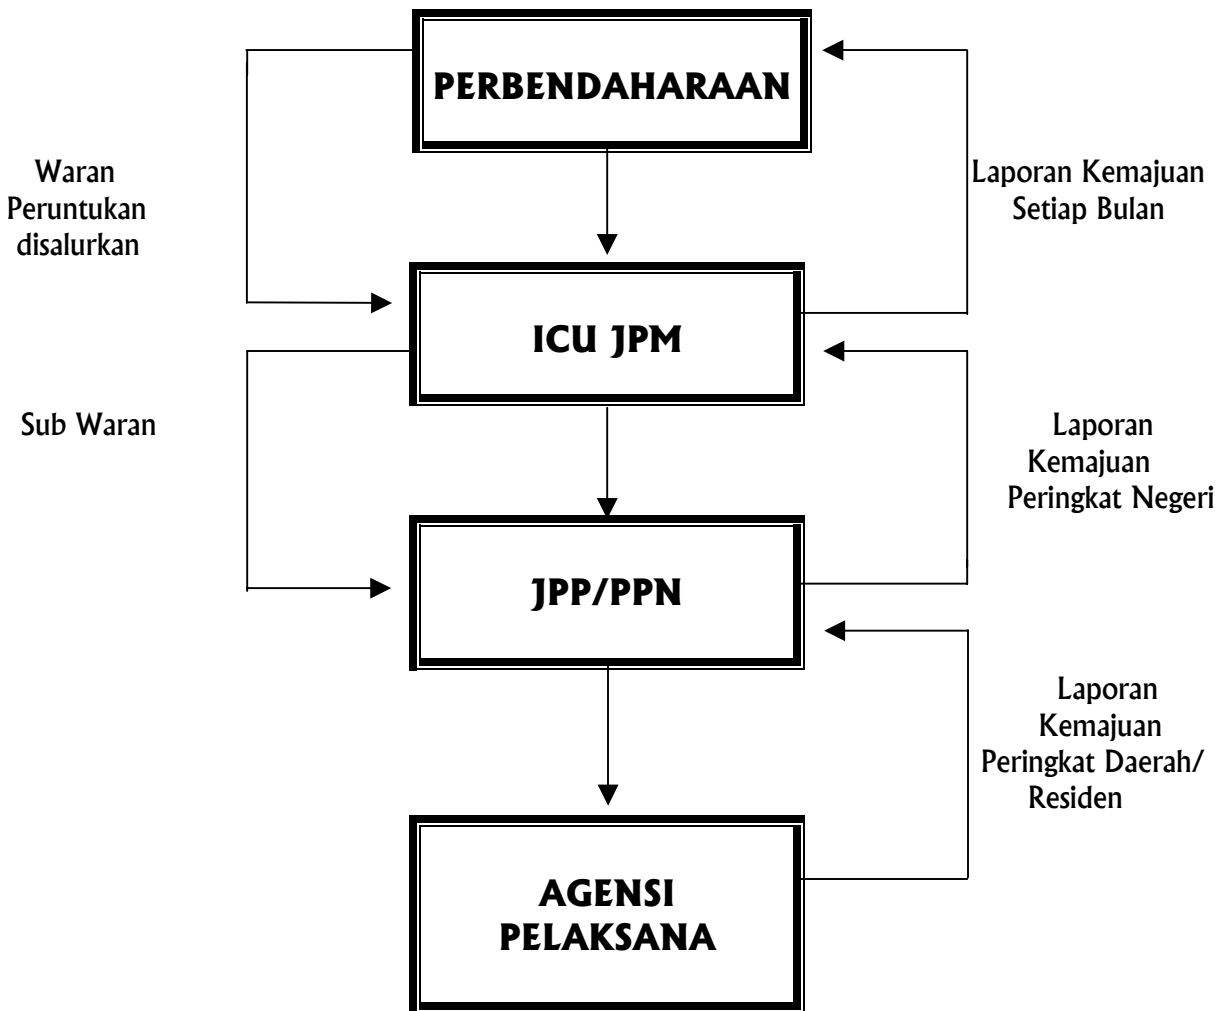 PERBENDAHARAAN
Waran
Peruntukan
disalurkan
Laporan Kemajuan
Setiap Bulan
ICU JPM
Sub Waran
Laporan
Kemajuan
Peringkat Negeri
JPP/PPN
Laporan
Kemajuan
Peringkat Daerah/
Residen
AGENSI
PELAKSANA